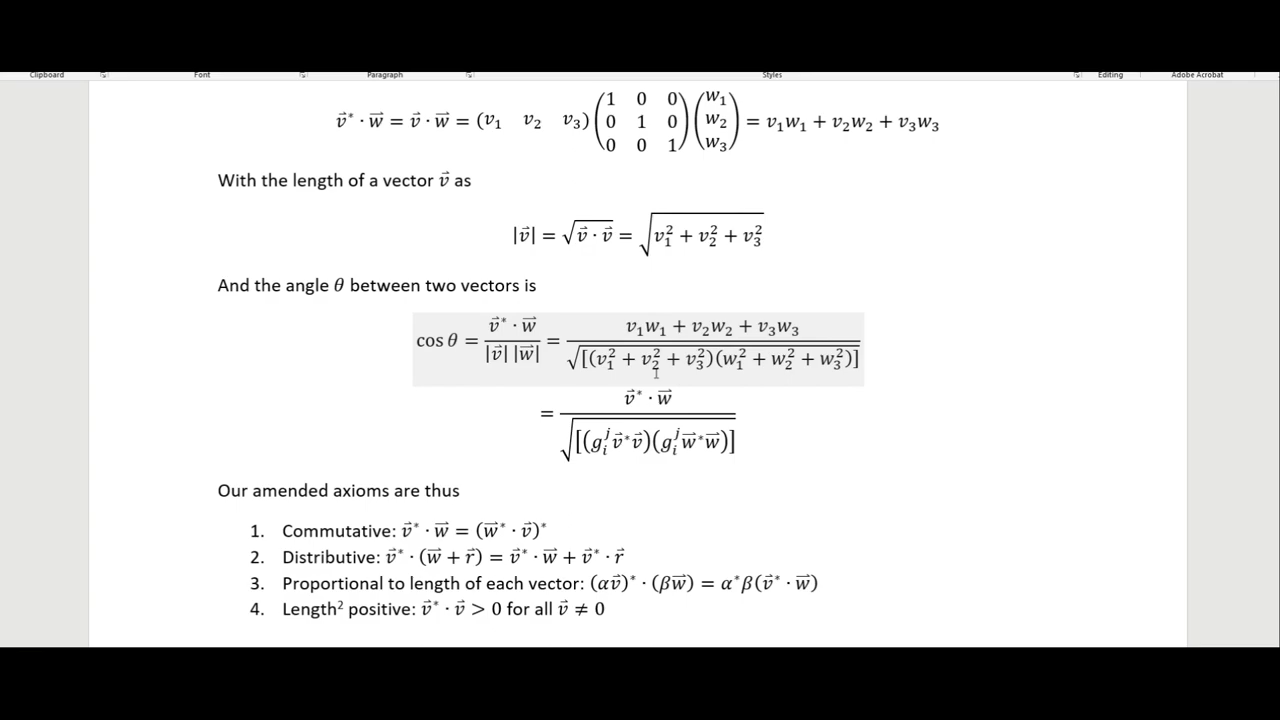 Clipboard Font Paragraph Styles Editing Adobe Acrobat
v⃗* · w⃗ = v⃗ · w⃗ = (v₁ v₂ v₃) (1 0 0; 0 1 0; 0 0 1) (w₁; w₂; w₃) = v₁w₁ + v₂w₂ + v₃w₃
With the length of a vector v⃗ as
|v⃗| = √(v⃗ · v⃗) = √(v₁² + v₂² + v₃²)
And the angle θ between two vectors is
cos θ = (v⃗* · w⃗) / (|v⃗| |w⃗|) = (v₁w₁ + v₂w₂ + v₃w₃) / √[(v₁² + v₂² + v₃²)(w₁² + w₂² + w₃²)]
= (v⃗* · w⃗) / √[(gᵢʲ v⃗*v⃗)(gᵢʲ w⃗*w⃗)]
Our amended axioms are thus
1. Commutative: v⃗* · w⃗ = (w⃗* · v⃗)*
2. Distributive: v⃗* · (w⃗ + r⃗) = v⃗* · w⃗ + v⃗* · r⃗
3. Proportional to length of each vector: (αv⃗)* · (βw⃗) = α*β(v⃗* · w⃗)
4. Length² positive: v⃗* · v⃗ > 0 for all v⃗ ≠ 0